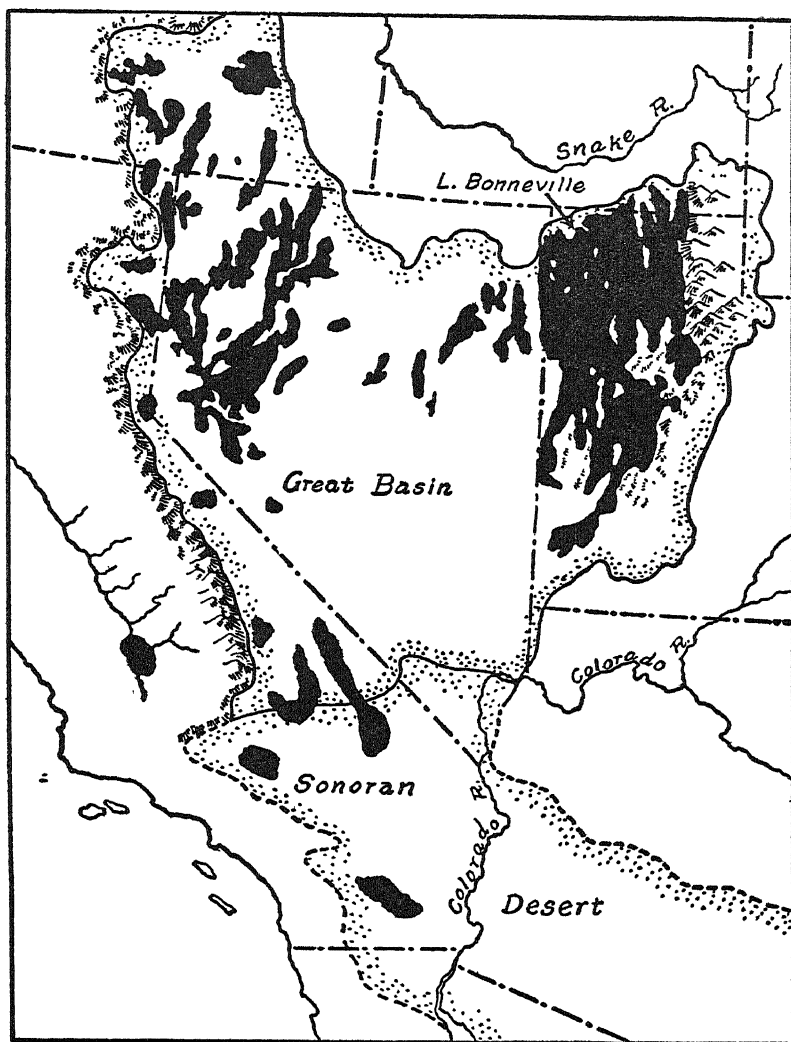 Snake R.
L. Bonneville
Great Basin
Colorado R.
Sonoran
Colorado R.
Desert